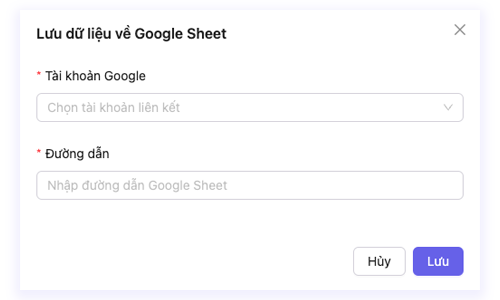 Lưu dữ liệu về Google Sheet
* Tài khoản Google
Chọn tài khoản liên kết
* Đường dẫn
Nhập đường dẫn Google Sheet
Hủy
Lưu